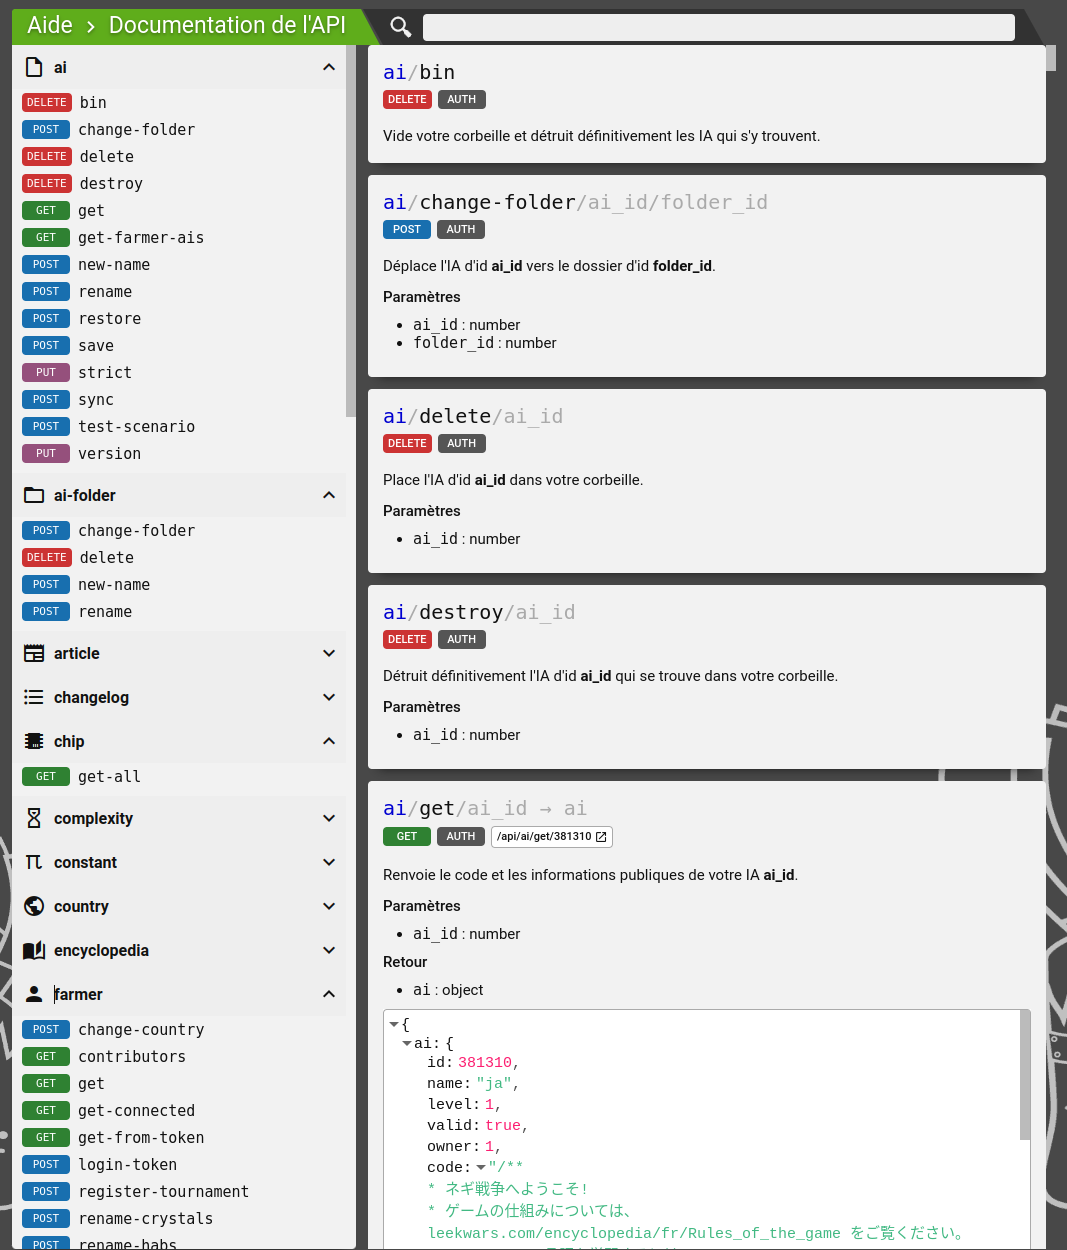 Aide › Documentation de l'API
ai
DELETE bin
POST change-folder
DELETE delete
DELETE destroy
GET get
GET get-farmer-ais
POST new-name
POST rename
POST restore
POST save
PUT strict
POST sync
POST test-scenario
PUT version
ai-folder
POST change-folder
DELETE delete
POST new-name
POST rename
article
changelog
chip
GET get-all
complexity
constant
country
encyclopedia
farmer
POST change-country
GET contributors
GET get
GET get-connected
GET get-from-token
POST login-token
POST register-tournament
POST rename-crystals
POST rename-habs
ai/bin
DELETE AUTH
Vide votre corbeille et détruit définitivement les IA qui s'y trouvent.
ai/change-folder/ai_id/folder_id
POST AUTH
Déplace l'IA d'id ai_id vers le dossier d'id folder_id.
Paramètres
• ai_id : number
• folder_id : number
ai/delete/ai_id
DELETE AUTH
Place l'IA d'id ai_id dans votre corbeille.
Paramètres
• ai_id : number
ai/destroy/ai_id
DELETE AUTH
Détruit définitivement l'IA d'id ai_id qui se trouve dans votre corbeille.
Paramètres
• ai_id : number
ai/get/ai_id → ai
GET AUTH /api/ai/get/381310
Renvoie le code et les informations publiques de votre IA ai_id.
Paramètres
• ai_id : number
Retour
• ai : object
{
ai: {
id: 381310,
name: "ja",
level: 1,
valid: true,
owner: 1,
code: "/**
* ネギ戦争へようこそ!
* ゲームの仕組みについては、
leekwars.com/encyclopedia/fr/Rules_of_the_game をご覧ください。